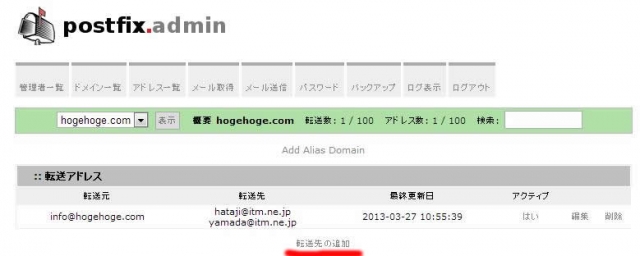 postfix.admin
管理者一覧 ドメイン一覧 アドレス一覧 メール取得 メール送信 パスワード バックアップ ログ表示 ログアウト
hogehoge.com 表示 概要 hogehoge.com 転送数: 1 / 100 アドレス数: 1 / 100 検索:
Add Alias Domain
:: 転送アドレス
転送元 転送先 最終更新日 アクティブ
info@hogehoge.com hataji@itm.ne.jp 2013-03-27 10:55:39 はい 編集 削除
yamada@itm.ne.jp
転送先の追加